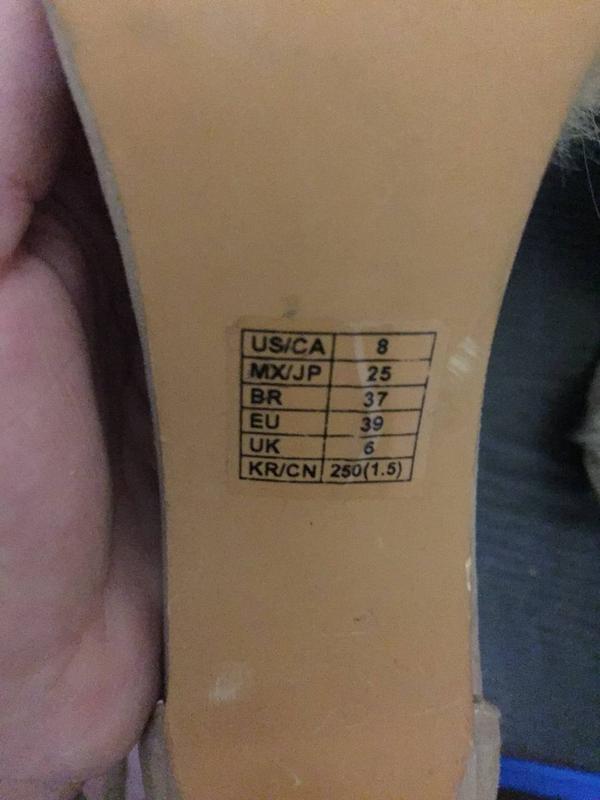 US/CA 8
MX/JP 25
BR 37
EU 39
UK 6
KR/CN 250(1.5)